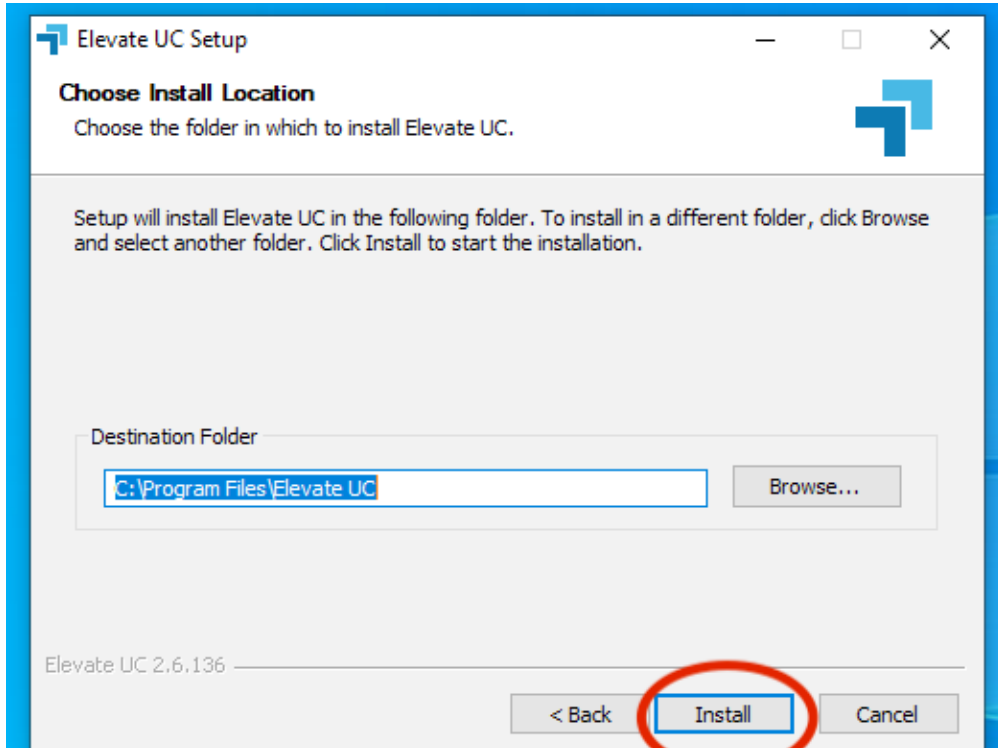 Elevate UC Setup
Choose Install Location
Choose the folder in which to install Elevate UC.
Setup will install Elevate UC in the following folder. To install in a different folder, click Browse
and select another folder. Click Install to start the installation.
Destination Folder
C:\Program Files\Elevate UC
Browse...
Elevate UC 2.6.136
< Back
Install
Cancel